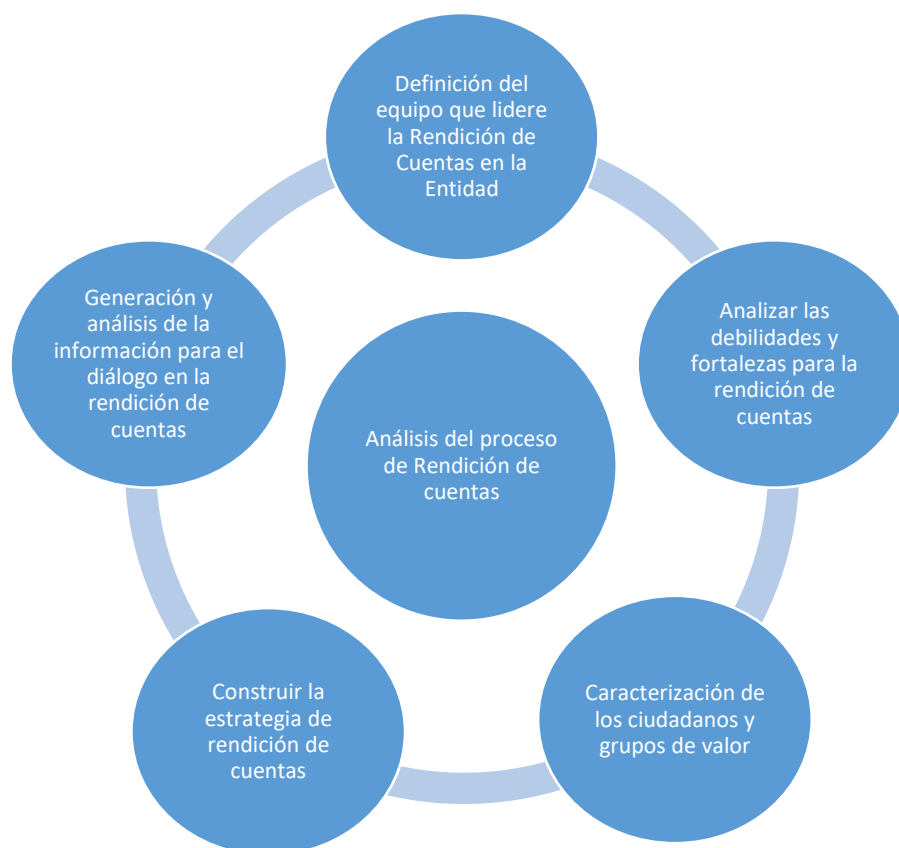 Definición del
equipo que lidere
la Rendición de
Cuentas en la
Entidad
Analizar las
debilidades y
fortalezas para la
rendición de
cuentas
Caracterización de
los ciudadanos y
grupos de valor
Construir la
estrategia de
rendición de
cuentas
Generación y
análisis de la
información para el
diálogo en la
rendición de
cuentas
Análisis del proceso
de Rendición de
cuentas